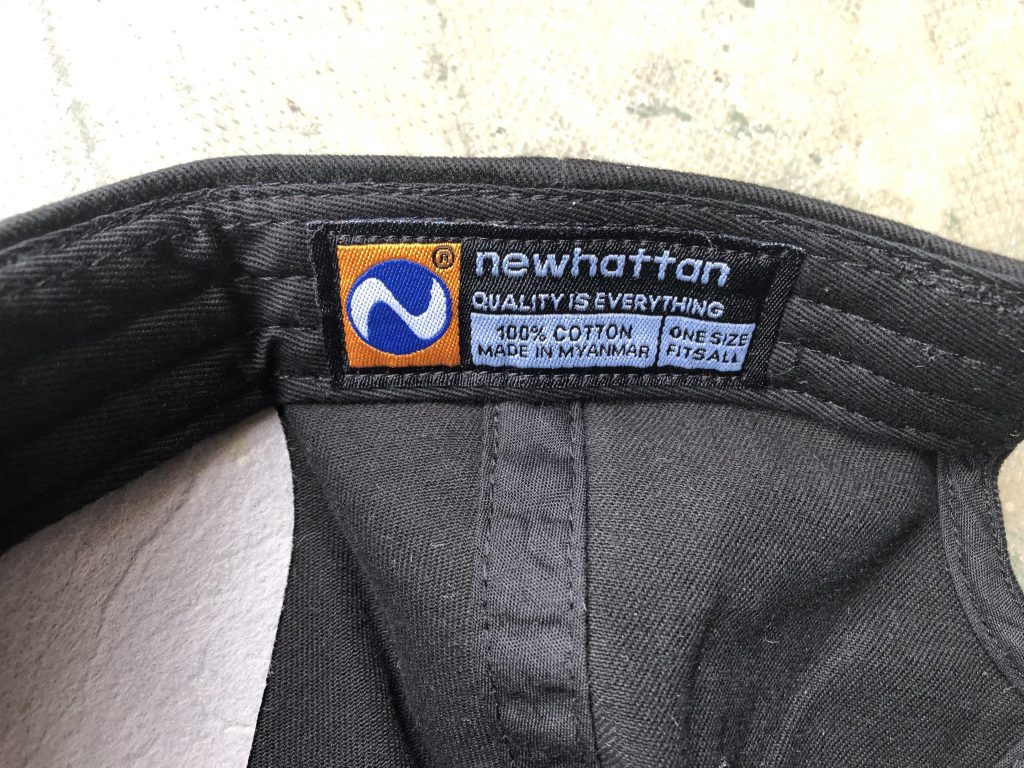 ®
newhattan
QUALITY IS EVERYTHING
100% COTTON
MADE IN MYANMAR
ONE SIZE
FITS ALL